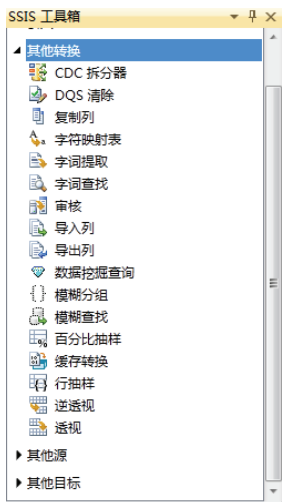 SSIS 工具箱
其他转换
CDC 拆分器
DQS 清除
复制列
字符映射表
字词提取
字词查找
审核
导入列
导出列
数据挖掘查询
模糊分组
模糊查找
百分比抽样
缓存转换
行抽样
逆透视
透视
其他源
其他目标